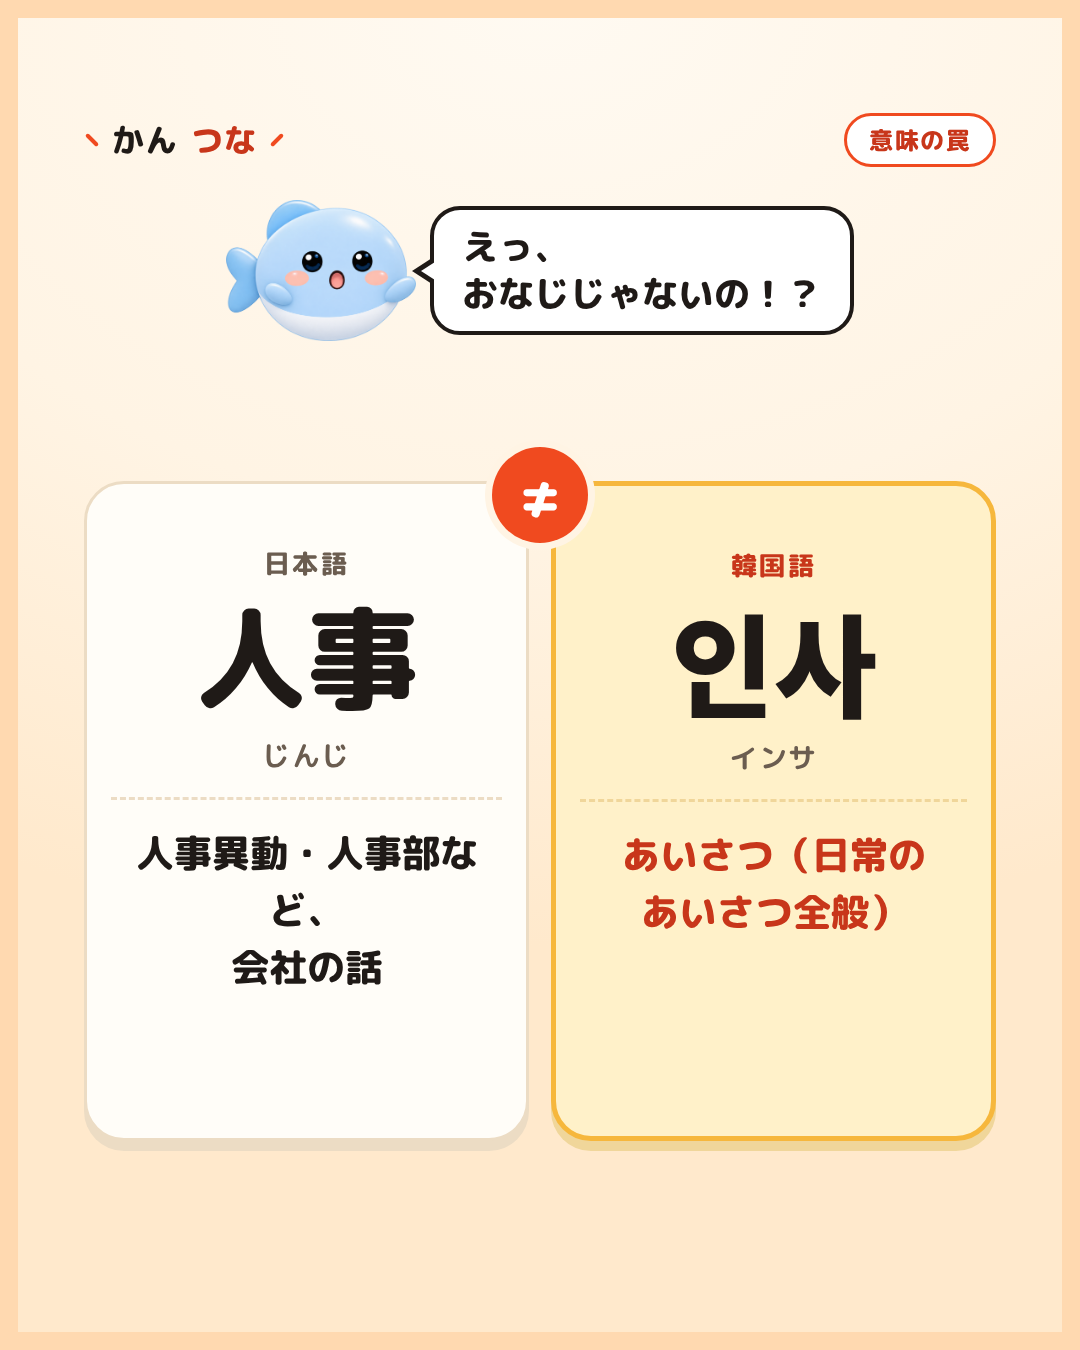 かん つな
意味の罠
えっ、
おなじじゃないの！？
≠
日本語
人事
じんじ
人事異動・人事部な
ど、
会社の話
韓国語
인사
インサ
あいさつ（日常の
あいさつ全般）